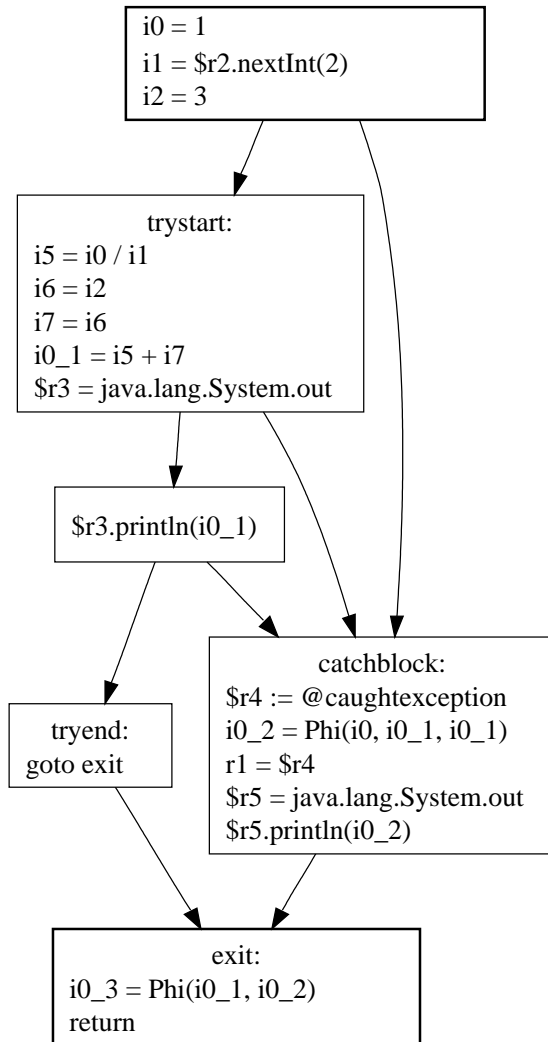 i0 = 1
i1 = $r2.nextInt(2)
i2 = 3
trystart:
i5 = i0 / i1
i6 = i2
i7 = i6
i0_1 = i5 + i7
$r3 = java.lang.System.out
$r3.println(i0_1)
catchblock:
$r4 := @caughtexception
i0_2 = Phi(i0, i0_1, i0_1)
r1 = $r4
$r5 = java.lang.System.out
$r5.println(i0_2)
tryend:
goto exit
exit:
i0_3 = Phi(i0_1, i0_2)
return